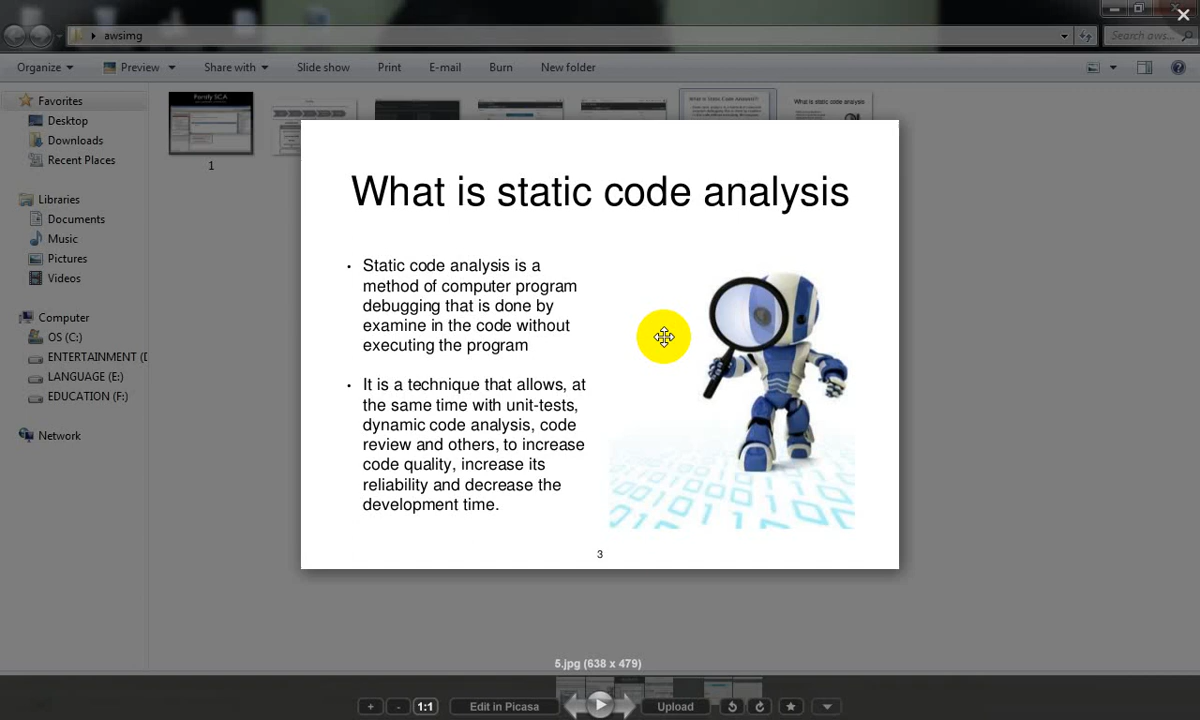 awsimg
Search aws...
Organize
Preview
Share with
Slide show
Print
E-mail
Burn
New folder
Favorites
Desktop
Downloads
Recent Places
Libraries
Documents
Music
Pictures
Videos
Computer
OS (C:)
ENTERTAINMENT (D
LANGUAGE (E:)
EDUCATION (F:)
Network
Fortify SCA
1
What is static code analysis
What is static code analysis
• Static code analysis is a
method of computer program
debugging that is done by
examine in the code without
executing the program
• It is a technique that allows, at
the same time with unit-tests,
dynamic code analysis, code
review and others, to increase
code quality, increase its
reliability and decrease the
development time.
3
5.jpg (638 x 479)
+ - 1:1
Edit in Picasa
Upload